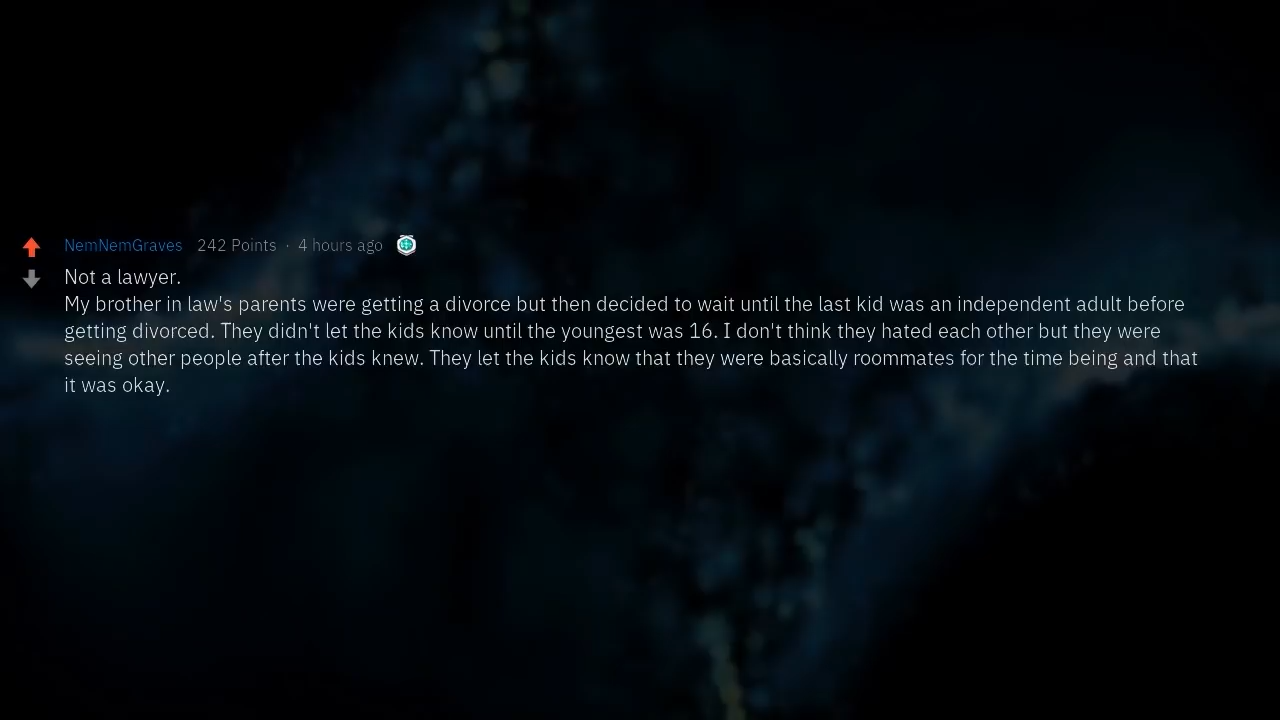 NemNemGraves 242 Points · 4 hours ago
Not a lawyer.
My brother in law's parents were getting a divorce but then decided to wait until the last kid was an independent adult before
getting divorced. They didn't let the kids know until the youngest was 16. I don't think they hated each other but they were
seeing other people after the kids knew. They let the kids know that they were basically roommates for the time being and that
it was okay.